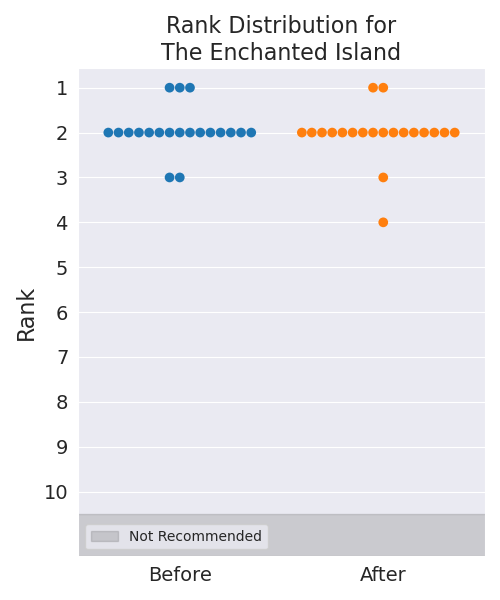 Rank Distribution for
The Enchanted Island
1
2
3
4
5
6
7
8
9
10
Rank
Not Recommended
Before After